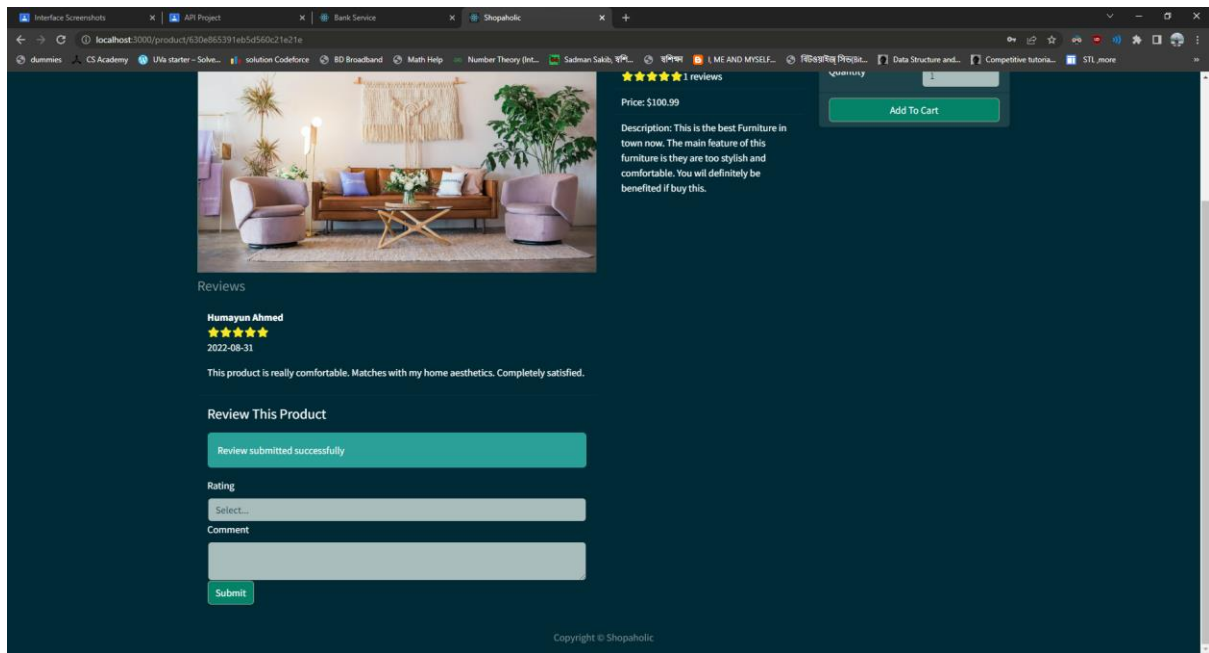 Interface Screenshots
API Project
Bank Service
Shopaholic
localhost:3000/product/630e865391eb5d560c21e21e
dummies
CS Academy
UVa starter – Solve...
solution Codeforce
BD Broadband
Math Help
Number Theory (Int...
Sadman Sakib,
I, ME AND MYSELF...
Data Structure and...
Competitive tutoria...
STL ,more
1 reviews
Quantity
1
Price: $100.99
Add To Cart
Description: This is the best Furniture in
town now. The main feature of this
furniture is they are too stylish and
comfortable. You wil definitely be
benefited if buy this.
Reviews
Humayun Ahmed
2022-08-31
This product is really comfortable. Matches with my home aesthetics. Completely satisfied.
Review This Product
Review submitted successfully
Rating
Select...
Comment
Submit
Copyright © Shopaholic